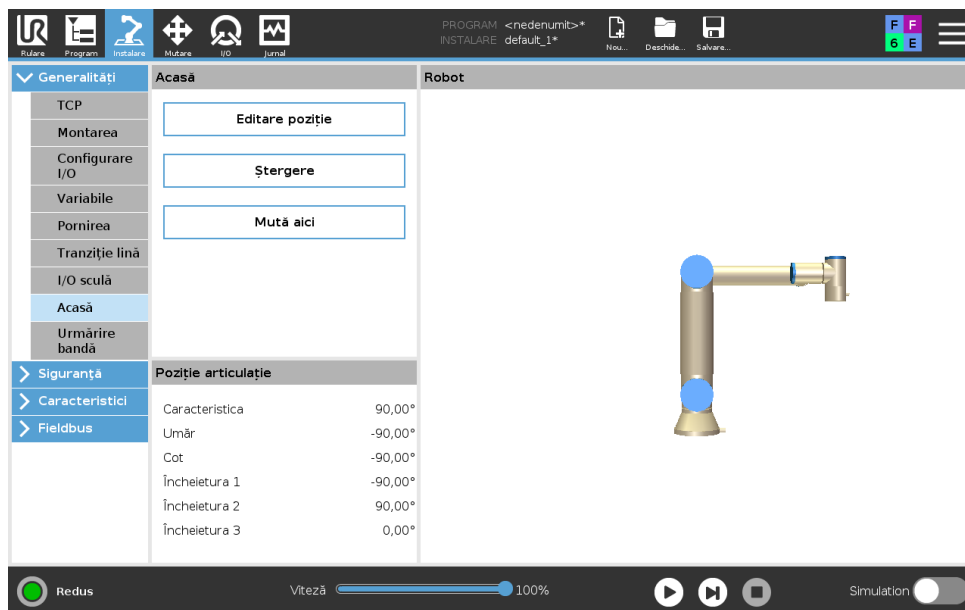 PROGRAM <nedenumit>*
INSTALARE default_1*
Rulare Program Instalare Mutare I/O Jurnal Nou... Deschide... Salvare...
F F
6 E
Generalități
TCP
Montarea
Configurare
I/O
Variabile
Pornirea
Tranziție lină
I/O sculă
Acasă
Urmărire
bandă
Siguranță
Caracteristici
Fieldbus
Acasă
Editare poziție
Ștergere
Mută aici
Poziție articulație
Caracteristica 90,00°
Umăr -90,00°
Cot -90,00°
Încheietura 1 -90,00°
Încheietura 2 90,00°
Încheietura 3 0,00°
Robot
Redus Viteză 100% Simulation